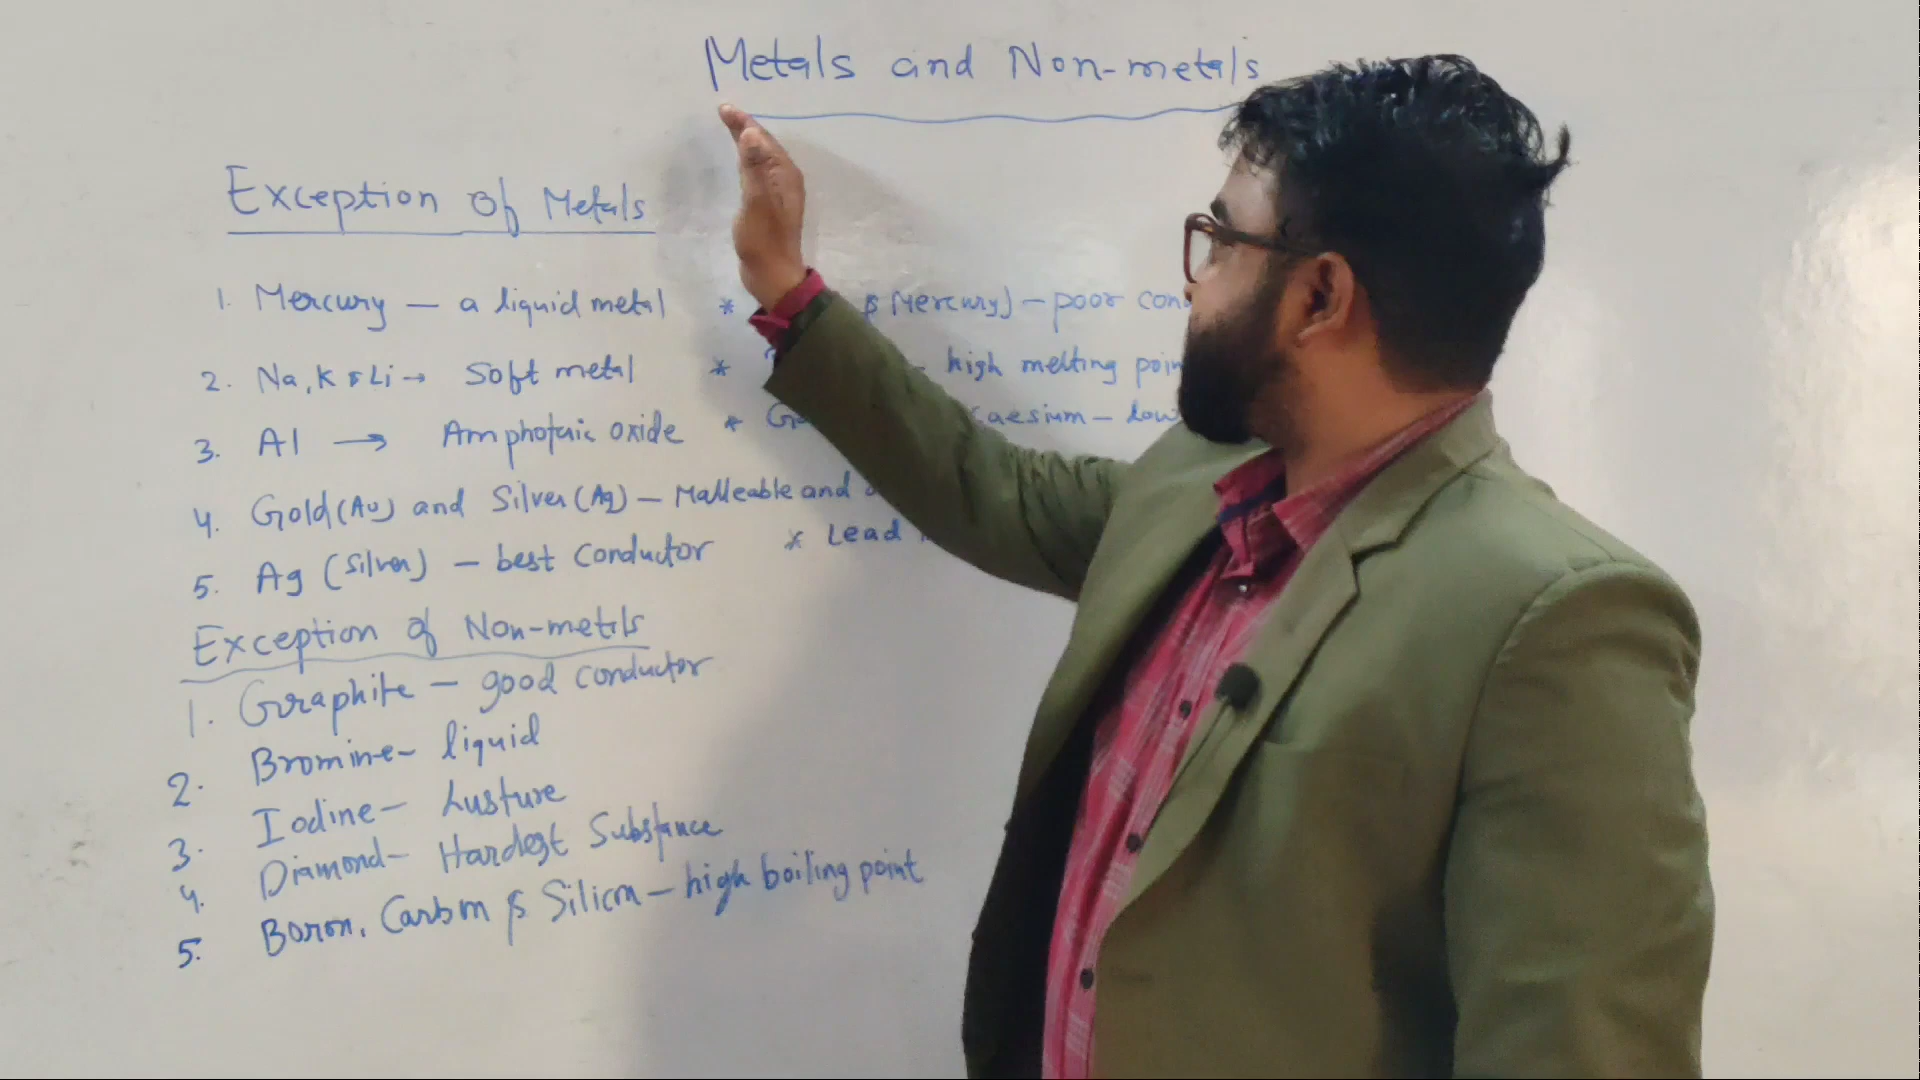 Metals and Non-metals
Exception of Metals
1. Mercury — a liquid metal * & Mercury) — poor con
2. Na, K & Li → Soft metal * high melting poin
3. Al → Amphoteric oxide * Caesium — low
4. Gold (Au) and Silver (Ag) — Malleable and
5. Ag (Silver) — best conductor * Lead
Exception of Non-metals
1. Graphite — good conductor
2. Bromine — liquid
3. Iodine — Lusture
4. Diamond — Hardest Substance
5. Boron, Carbon & Silicon — high boiling point